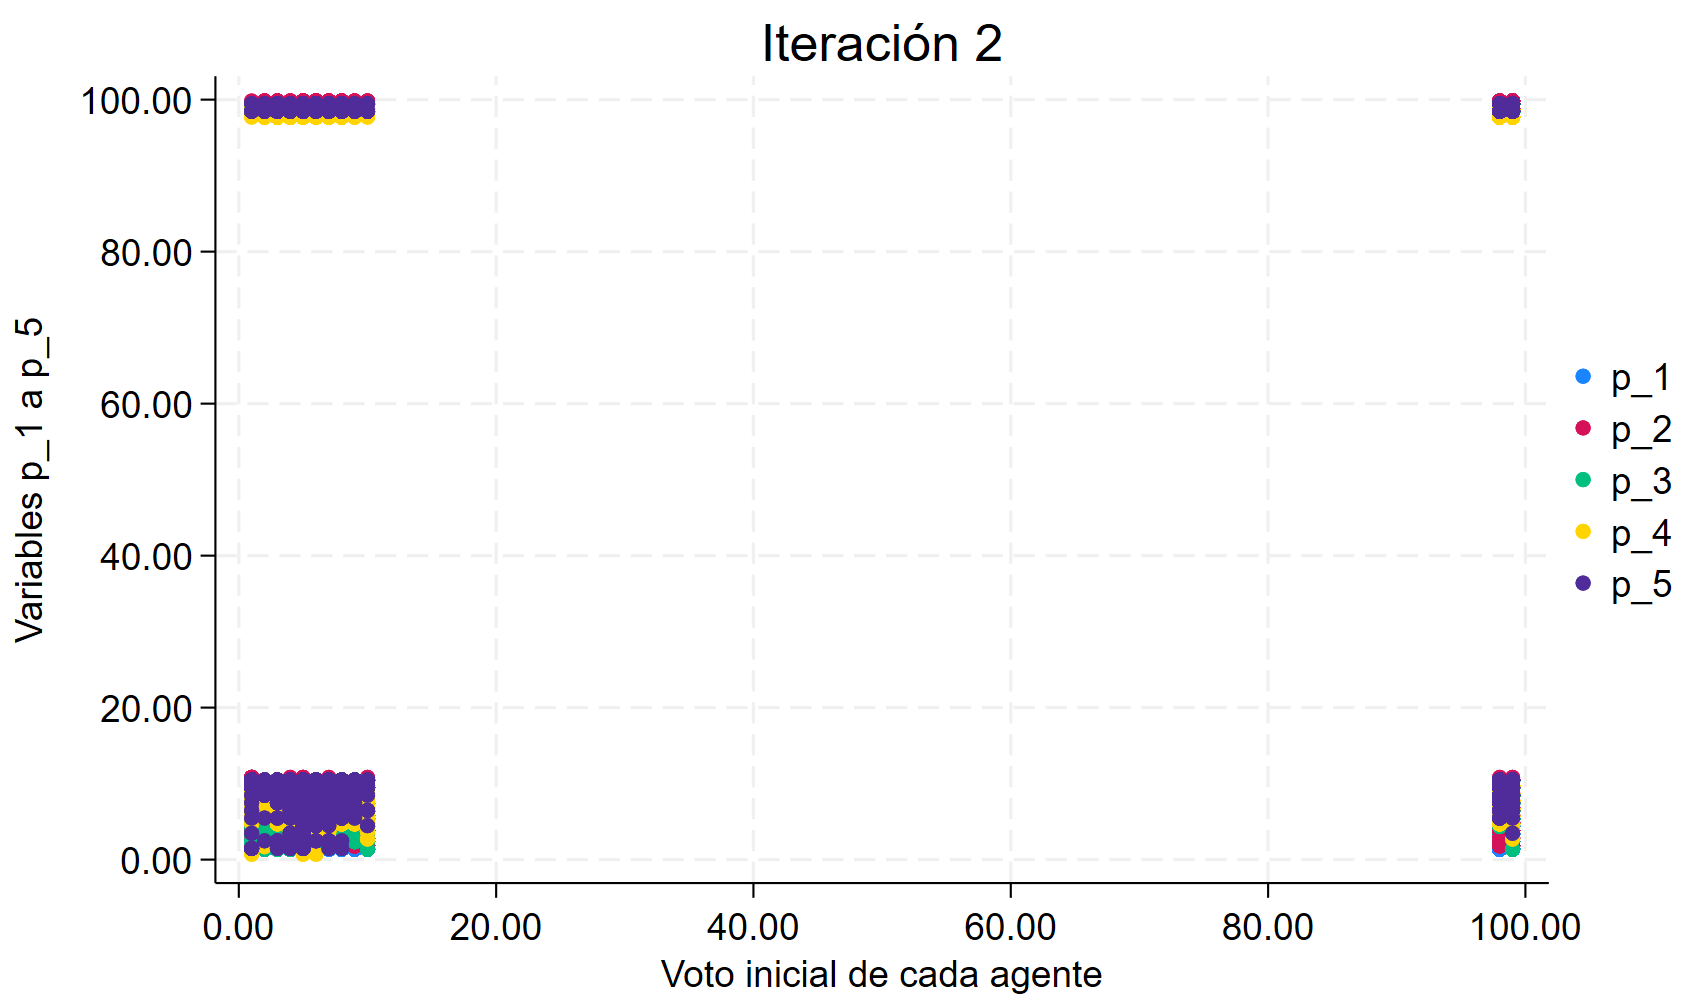 Iteración 2
Variables p_1 a p_5
100.00
80.00
60.00
40.00
20.00
0.00
0.00 20.00 40.00 60.00 80.00 100.00
Voto inicial de cada agente
p_1
p_2
p_3
p_4
p_5